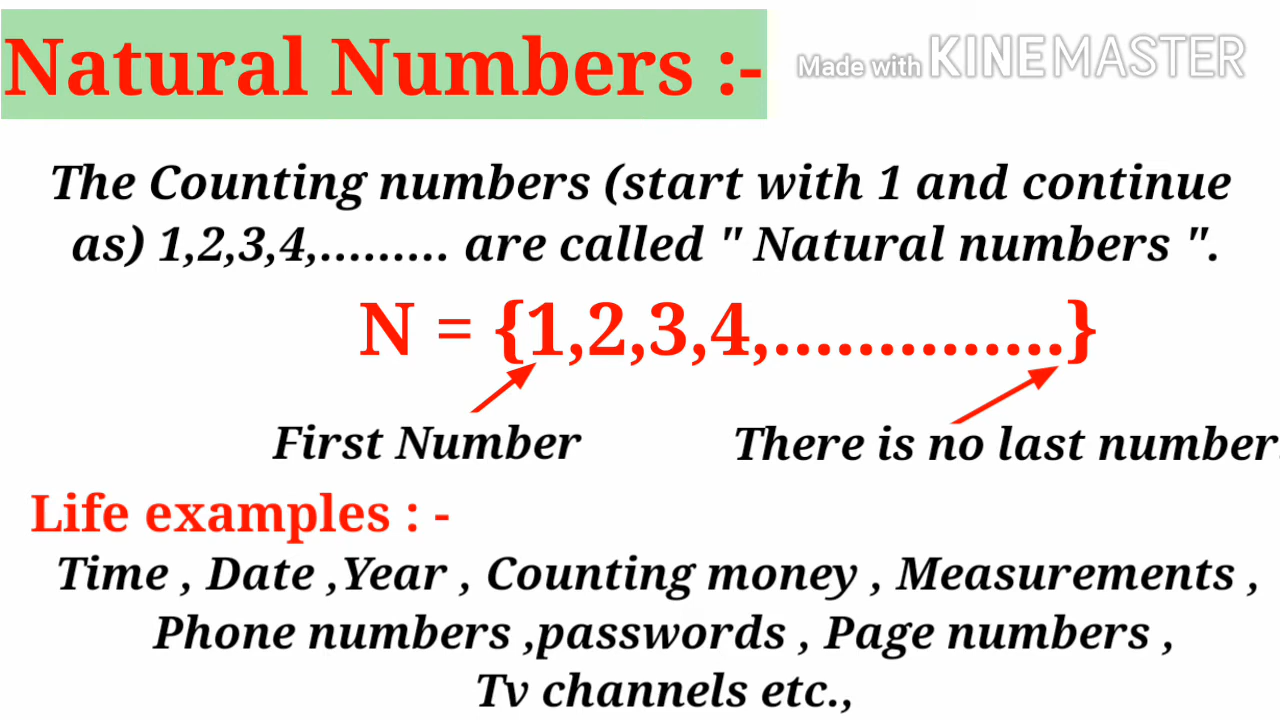 Natural Numbers :-
Made with KINEMASTER
The Counting numbers (start with 1 and continue
as) 1,2,3,4,......... are called " Natural numbers ".
N = {1,2,3,4,..............}
First Number
There is no last number.
Life examples : -
Time , Date ,Year , Counting money , Measurements ,
Phone numbers ,passwords , Page numbers ,
Tv channels etc.,